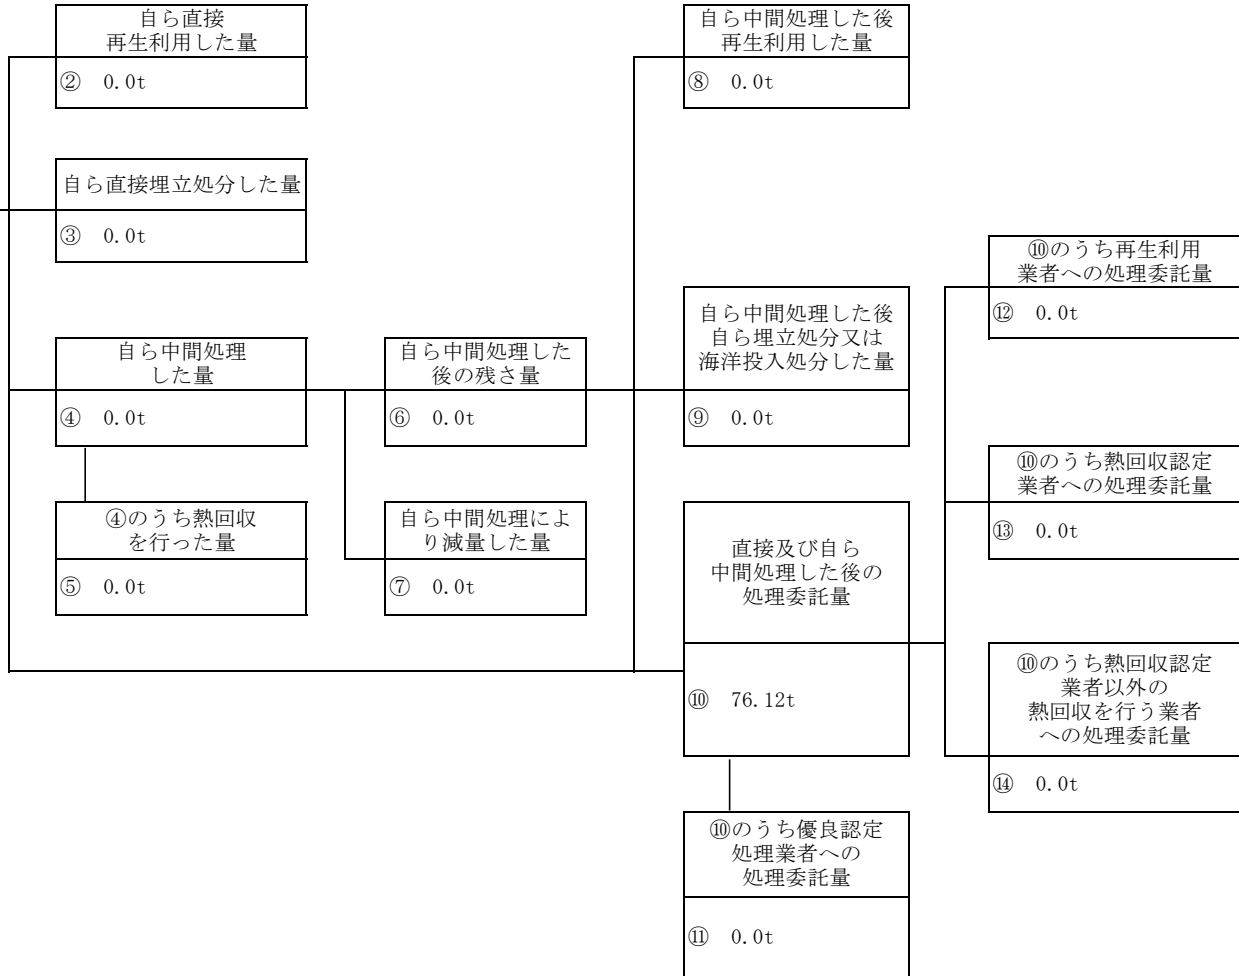 自ら直接
再生利用した量
② 0.0t
自ら直接埋立処分した量
③ 0.0t
自ら中間処理
した量
④ 0.0t
④のうち熱回収
を行った量
⑤ 0.0t
自ら中間処理した
後の残さ量
⑥ 0.0t
自ら中間処理によ
り減量した量
⑦ 0.0t
自ら中間処理した後
再生利用した量
⑧ 0.0t
自ら中間処理した後
自ら埋立処分又は
海洋投入処分した量
⑨ 0.0t
直接及び自ら
中間処理した後の
処理委託量
⑩ 76.12t
⑩のうち優良認定
処理業者への
処理委託量
⑪ 0.0t
⑩のうち再生利用
業者への処理委託量
⑫ 0.0t
⑩のうち熱回収認定
業者への処理委託量
⑬ 0.0t
⑩のうち熱回収認定
業者以外の
熱回収を行う業者
への処理委託量
⑭ 0.0t